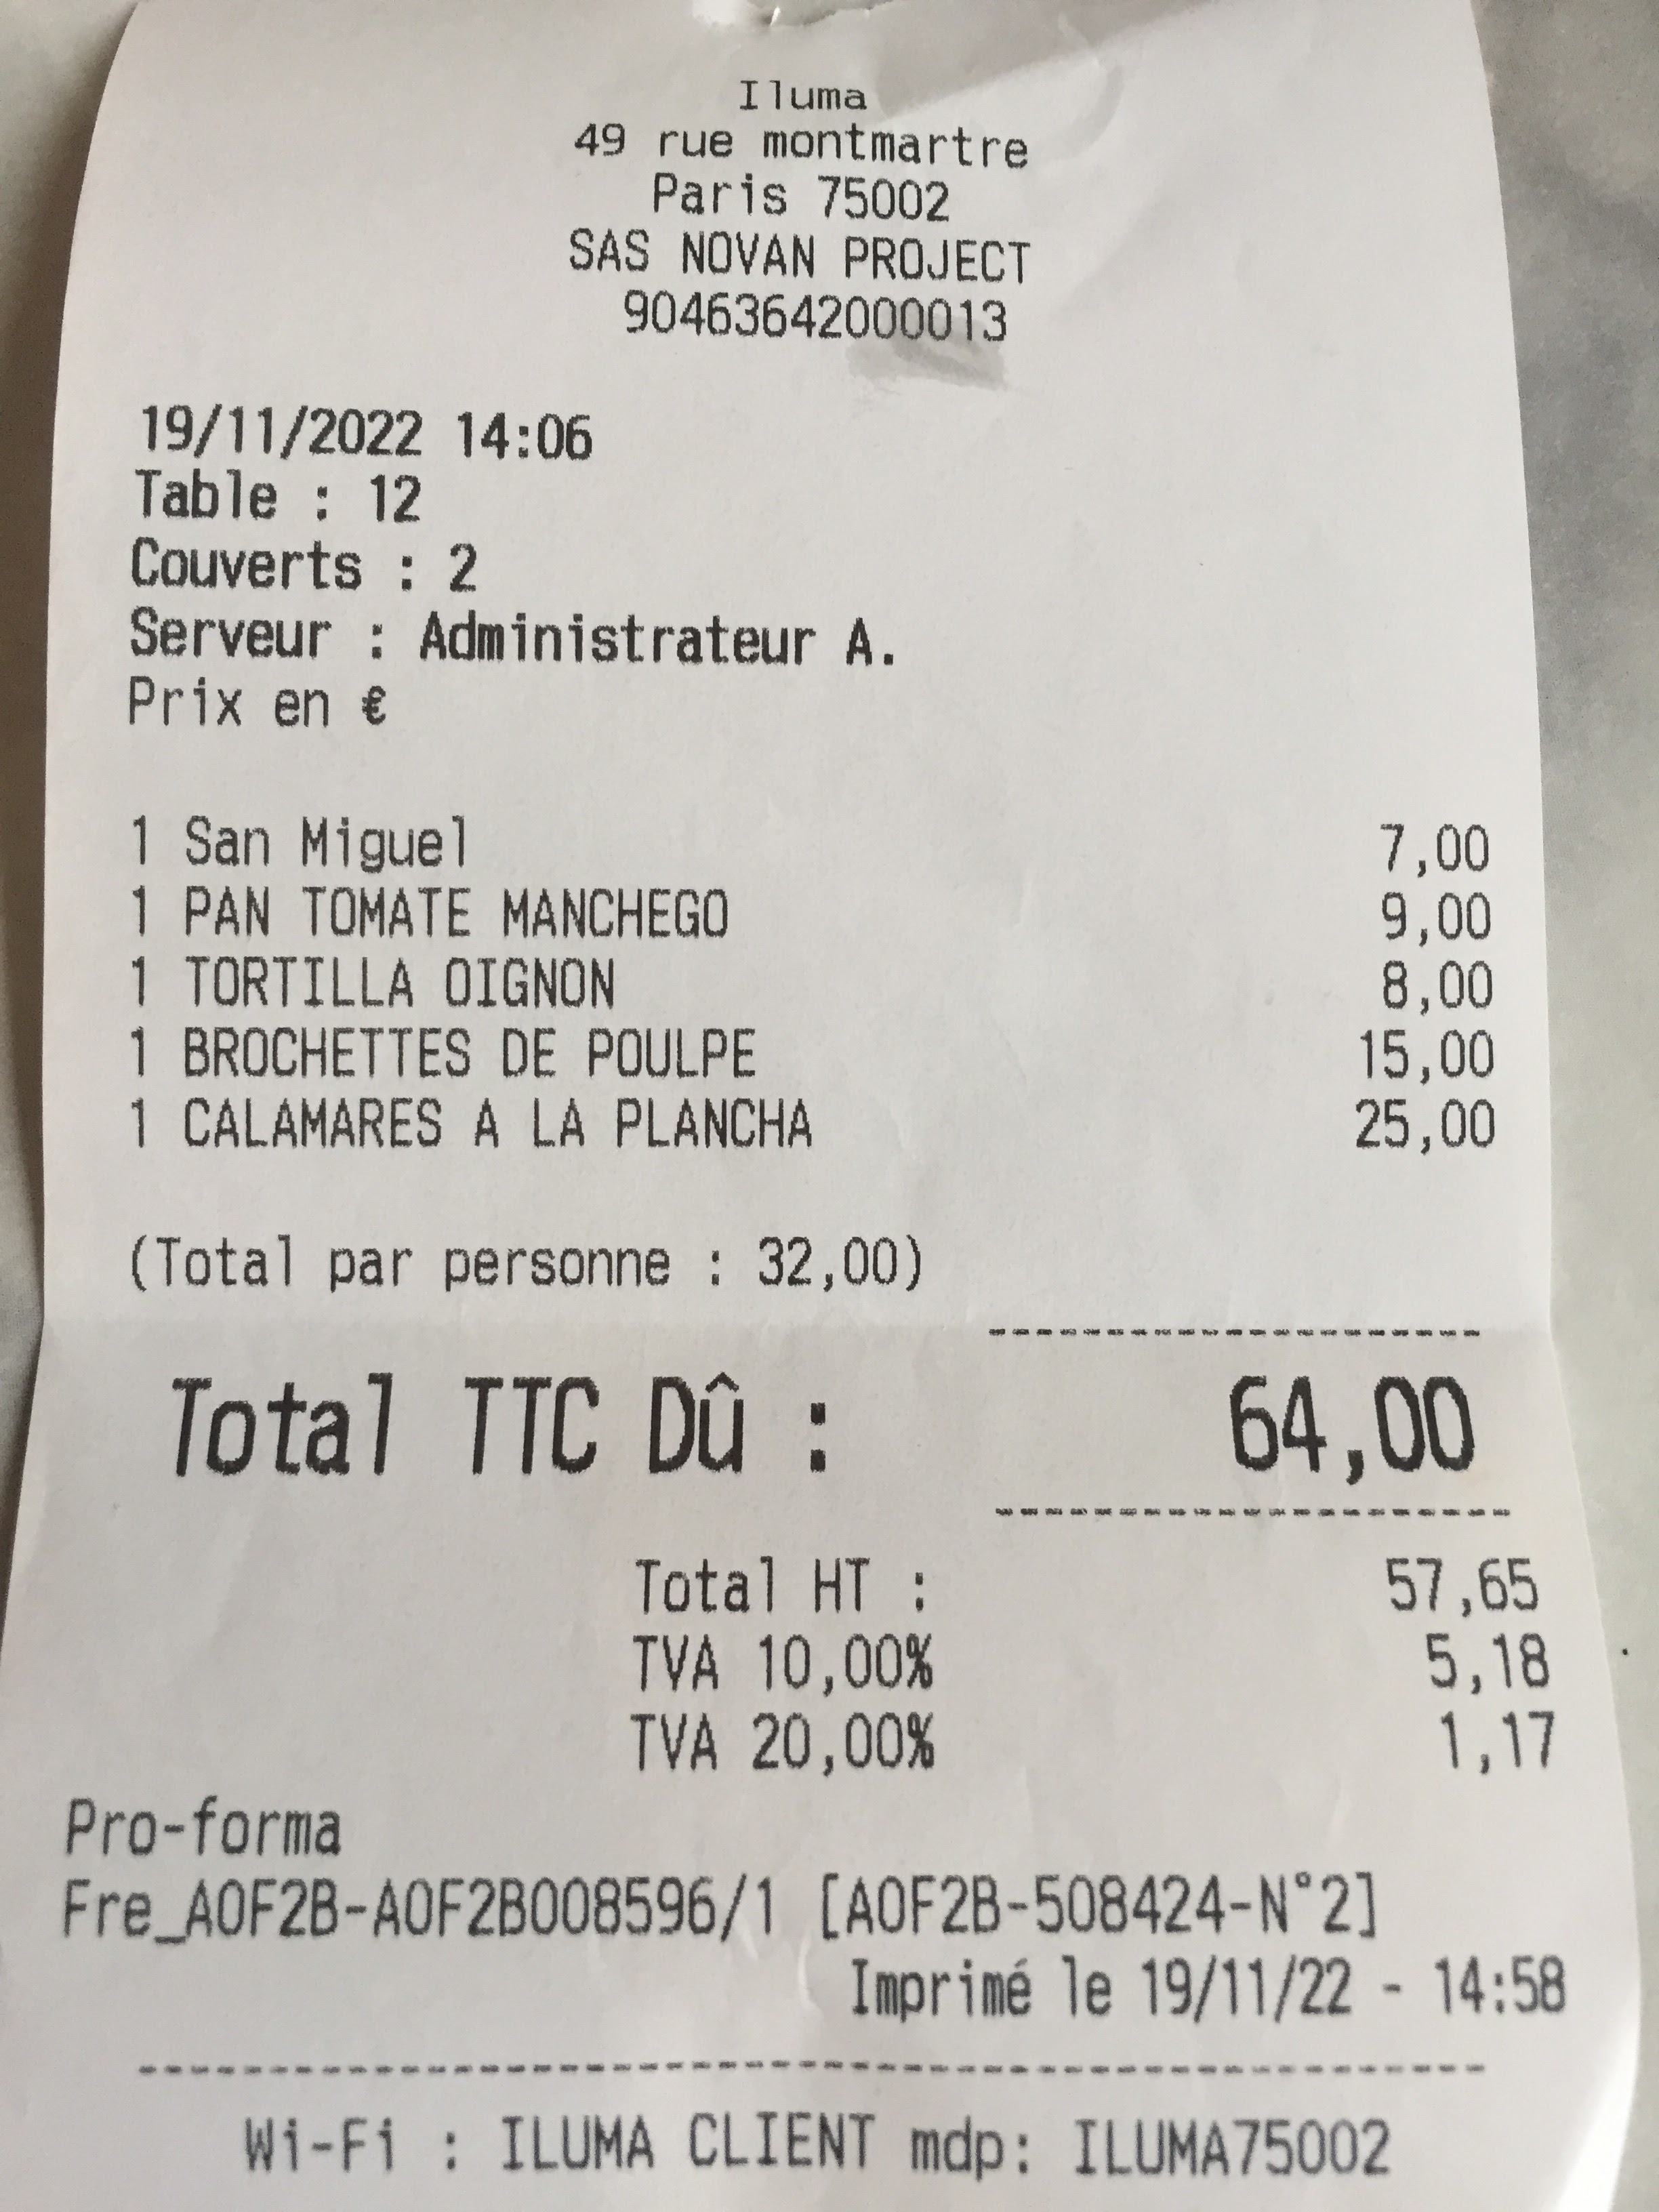 Iluma
49 rue montmartre
Paris 75002
SAS NOVAN PROJECT
90463642000013
19/11/2022 14:06
Table : 12
Couverts : 2
Serveur : Administrateur A.
Prix en €
1 San Miguel 7,00
1 PAN TOMATE MANCHEGO 9,00
1 TORTILLA OIGNON 8,00
1 BROCHETTES DE POULPE 15,00
1 CALAMARES A LA PLANCHA 25,00
(Total par personne : 32,00)
Total TTC Dû : 64,00
Total HT : 57,65
TVA 10,00% 5,18
TVA 20,00% 1,17
Pro-forma
Fre_A0F2B-A0F2B008596/1 [A0F2B-508424-N°2]
Imprimé le 19/11/22 - 14:58
Wi-Fi : ILUMA CLIENT mdp: ILUMA75002